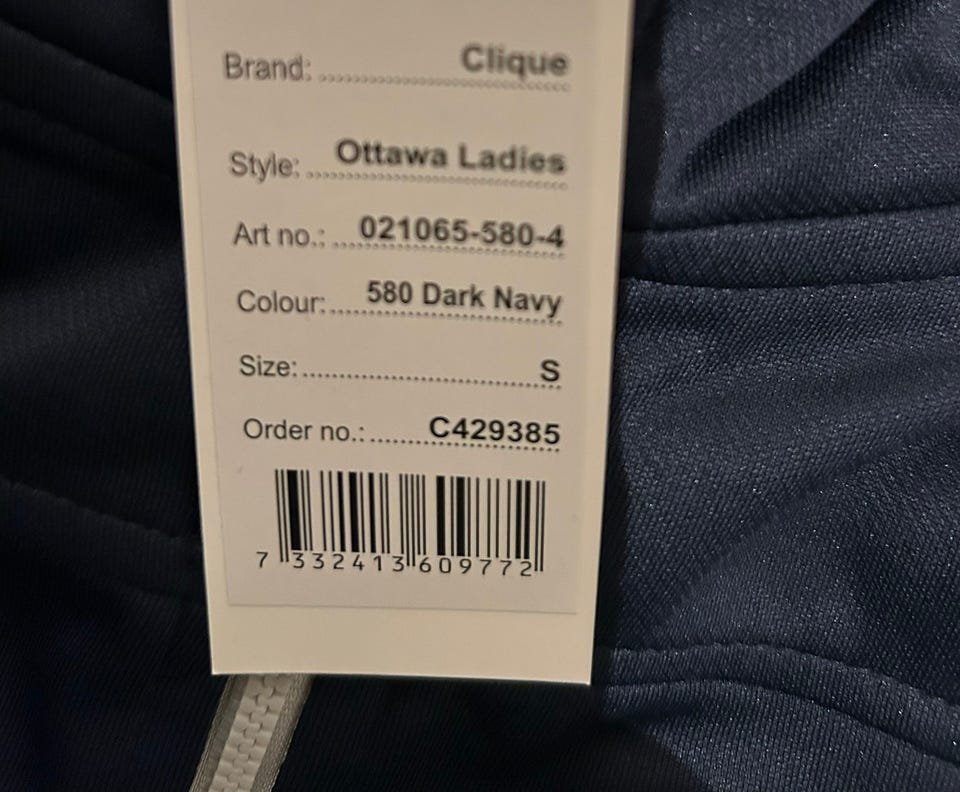 Brand: Clique
Style: Ottawa Ladies
Art no.: 021065-580-4
Colour: 580 Dark Navy
Size: S
Order no.: C429385
7 332413 609772